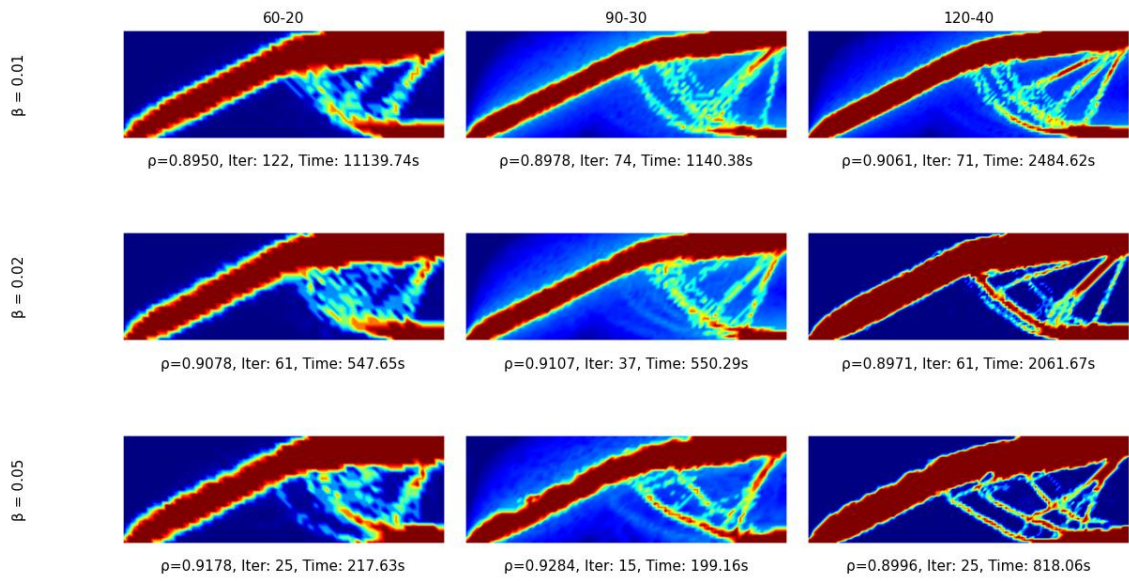 60-20 90-30 120-40
β = 0.01
ρ=0.8950, Iter: 122, Time: 11139.74s ρ=0.8978, Iter: 74, Time: 1140.38s ρ=0.9061, Iter: 71, Time: 2484.62s
β = 0.02
ρ=0.9078, Iter: 61, Time: 547.65s ρ=0.9107, Iter: 37, Time: 550.29s ρ=0.8971, Iter: 61, Time: 2061.67s
β = 0.05
ρ=0.9178, Iter: 25, Time: 217.63s ρ=0.9284, Iter: 15, Time: 199.16s ρ=0.8996, Iter: 25, Time: 818.06s